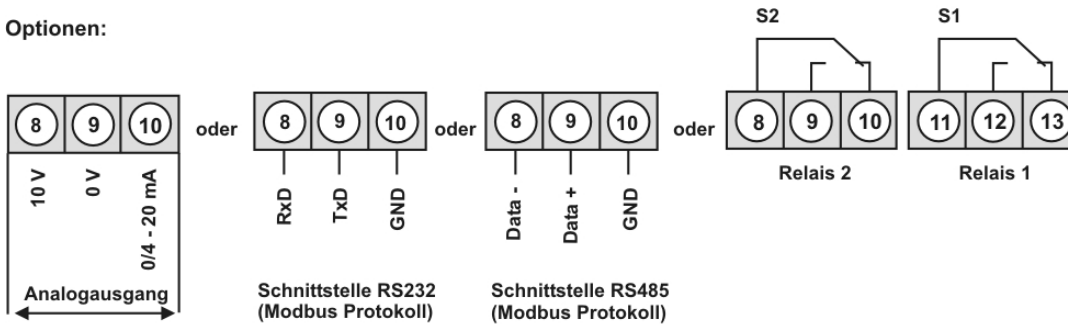 Optionen:
S2
S1
8 9 10
oder
8 9 10
oder
8 9 10
oder
8 9 10
11 12 13
10 V
0 V
0/4 - 20 mA
RxD
TxD
GND
Data -
Data +
GND
Relais 2
Relais 1
Analogausgang
Schnittstelle RS232
(Modbus Protokoll)
Schnittstelle RS485
(Modbus Protokoll)